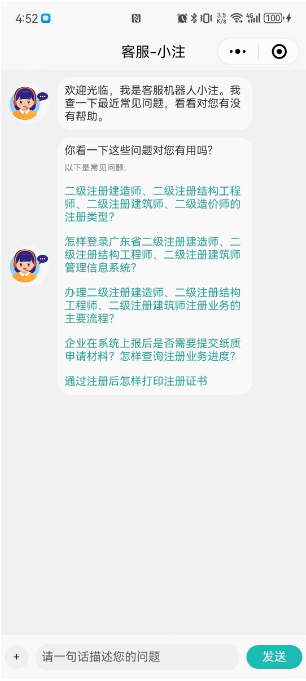 4:52
3.5 K/s
4G
100
客服-小注
欢迎光临，我是客服机器人小注。我
查一下最近常见问题，看看对您有没
有帮助。
你看一下这些问题对您有用吗？
以下是常见问题:
二级注册建造师、二级注册结构工程
师、二级注册建筑师、二级造价师的
注册类型？
怎样登录广东省二级注册建造师、二
级注册结构工程师、二级注册建筑师
管理信息系统？
办理二级注册建造师、二级注册结构
工程师、二级注册建筑师注册业务的
主要流程？
企业在系统上报后是否需要提交纸质
申请材料？怎样查询注册业务进度？
通过注册后怎样打印注册证书
+
请一句话描述您的问题
发送